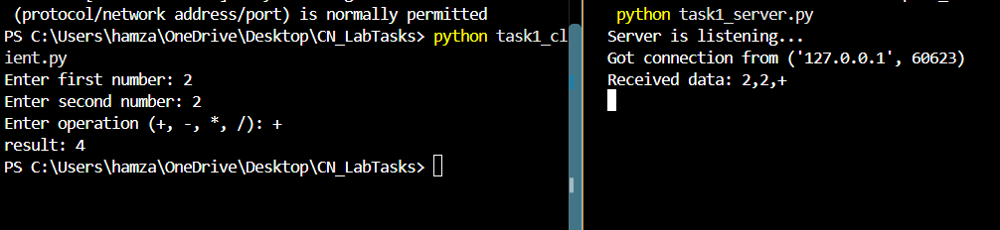 (protocol/network address/port) is normally permitted
PS C:\Users\hamza\OneDrive\Desktop\CN_LabTasks> python task1_cl
ient.py
Enter first number: 2
Enter second number: 2
Enter operation (+, -, *, /): +
result: 4
PS C:\Users\hamza\OneDrive\Desktop\CN_LabTasks>
python task1_server.py
Server is listening...
Got connection from ('127.0.0.1', 60623)
Received data: 2,2,+